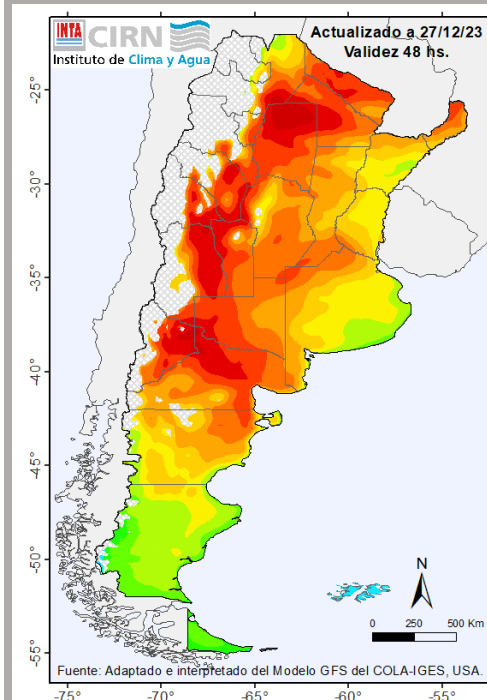 INTA CIRN
Instituto de Clima y Agua
Actualizado a 27/12/23
Validez 48 hs.
-25°
-30°
-35°
-40°
-45°
-50°
-55°
N
0 250 500 Km
Fuente: Adaptado e interpretado del Modelo GFS del COLA-IGES, USA.
-75° -70° -65° -60° -55°